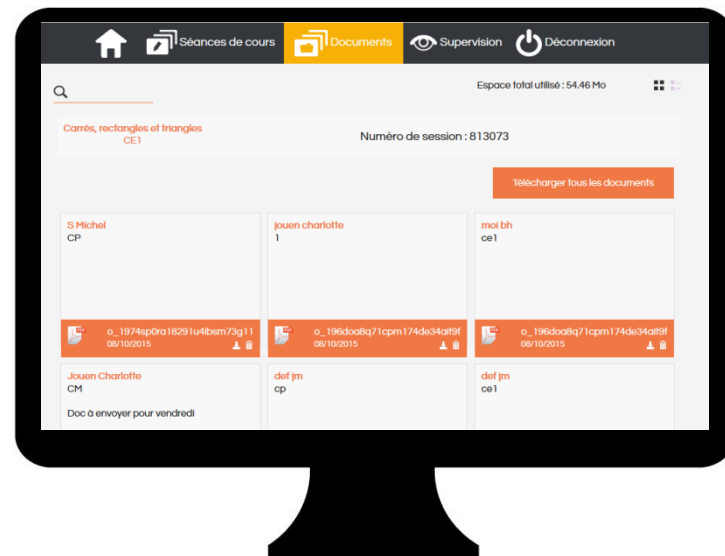 Séances de cours
Documents
Supervision
Déconnexion
Espace total utilisé : 54.46 Mo
Carrés, rectangles et triangles
CE1
Numéro de session : 813073
Télécharger tous les documents
S Michel
CP
jouen charlotte
1
moi bh
ce1
o_1974sp0ra18291u4ibsm73g11
08/10/2015
o_196doa8q71cpm174de34ait9f
08/10/2015
o_196doa8q71cpm174de34ait9f
08/10/2015
Jouen Charlotte
CM
Doc à envoyer pour vendredi
def jm
cp
def jm
ce1